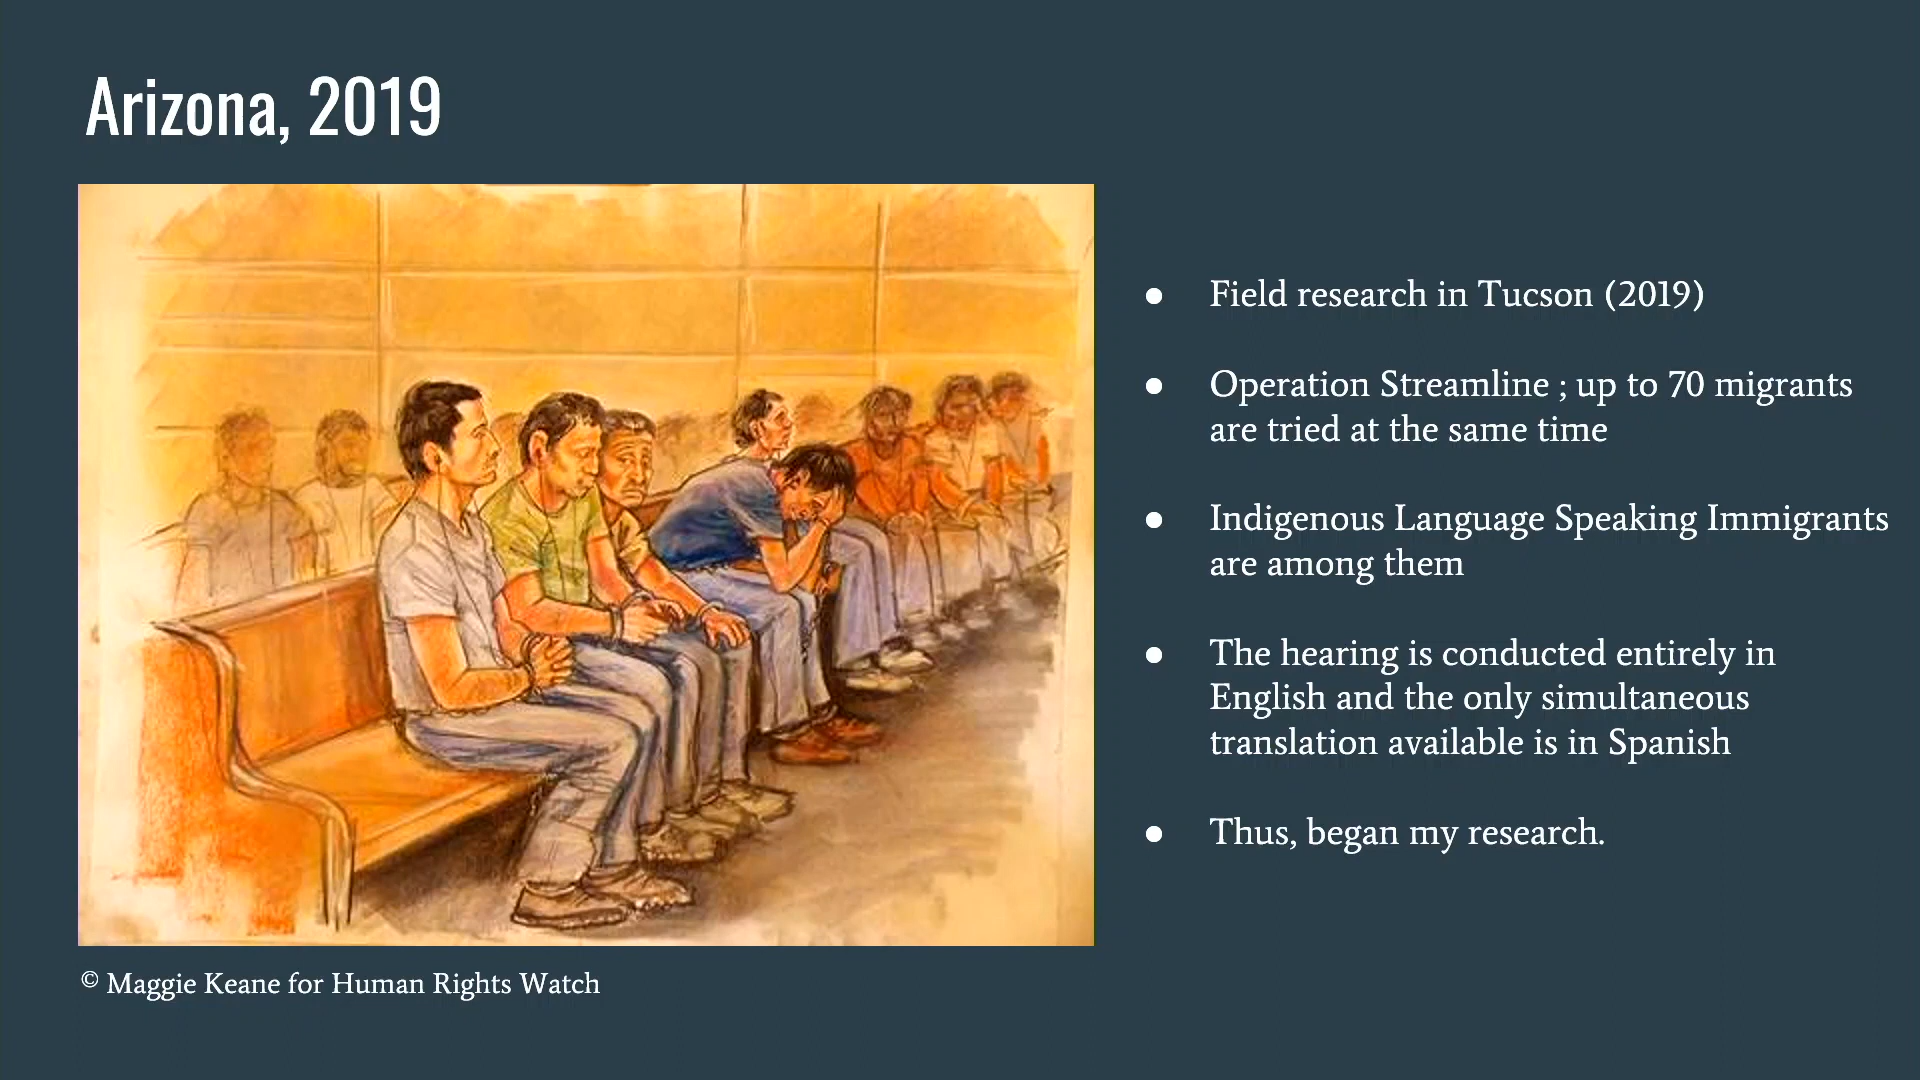 Arizona, 2019
● Field research in Tucson (2019)
● Operation Streamline ; up to 70 migrants
are tried at the same time
● Indigenous Language Speaking Immigrants
are among them
● The hearing is conducted entirely in
English and the only simultaneous
translation available is in Spanish
● Thus, began my research.
© Maggie Keane for Human Rights Watch